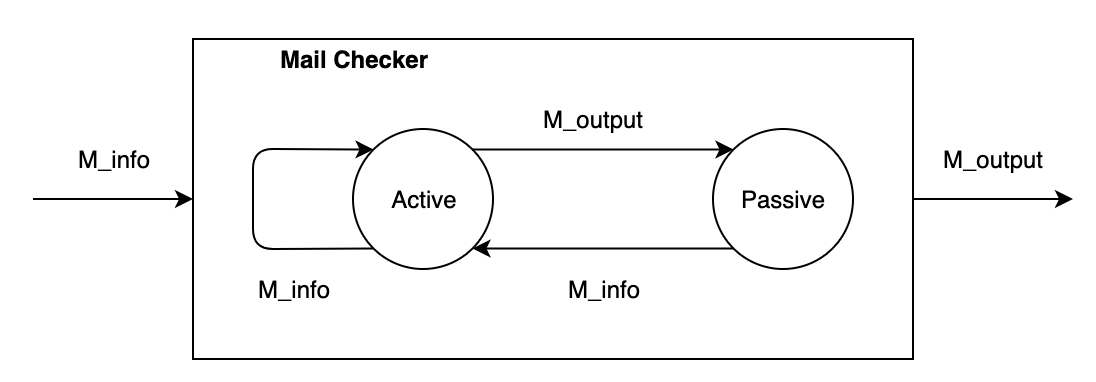 Mail Checker
M_output
M_info
M_output
Active
Passive
M_info
M_info